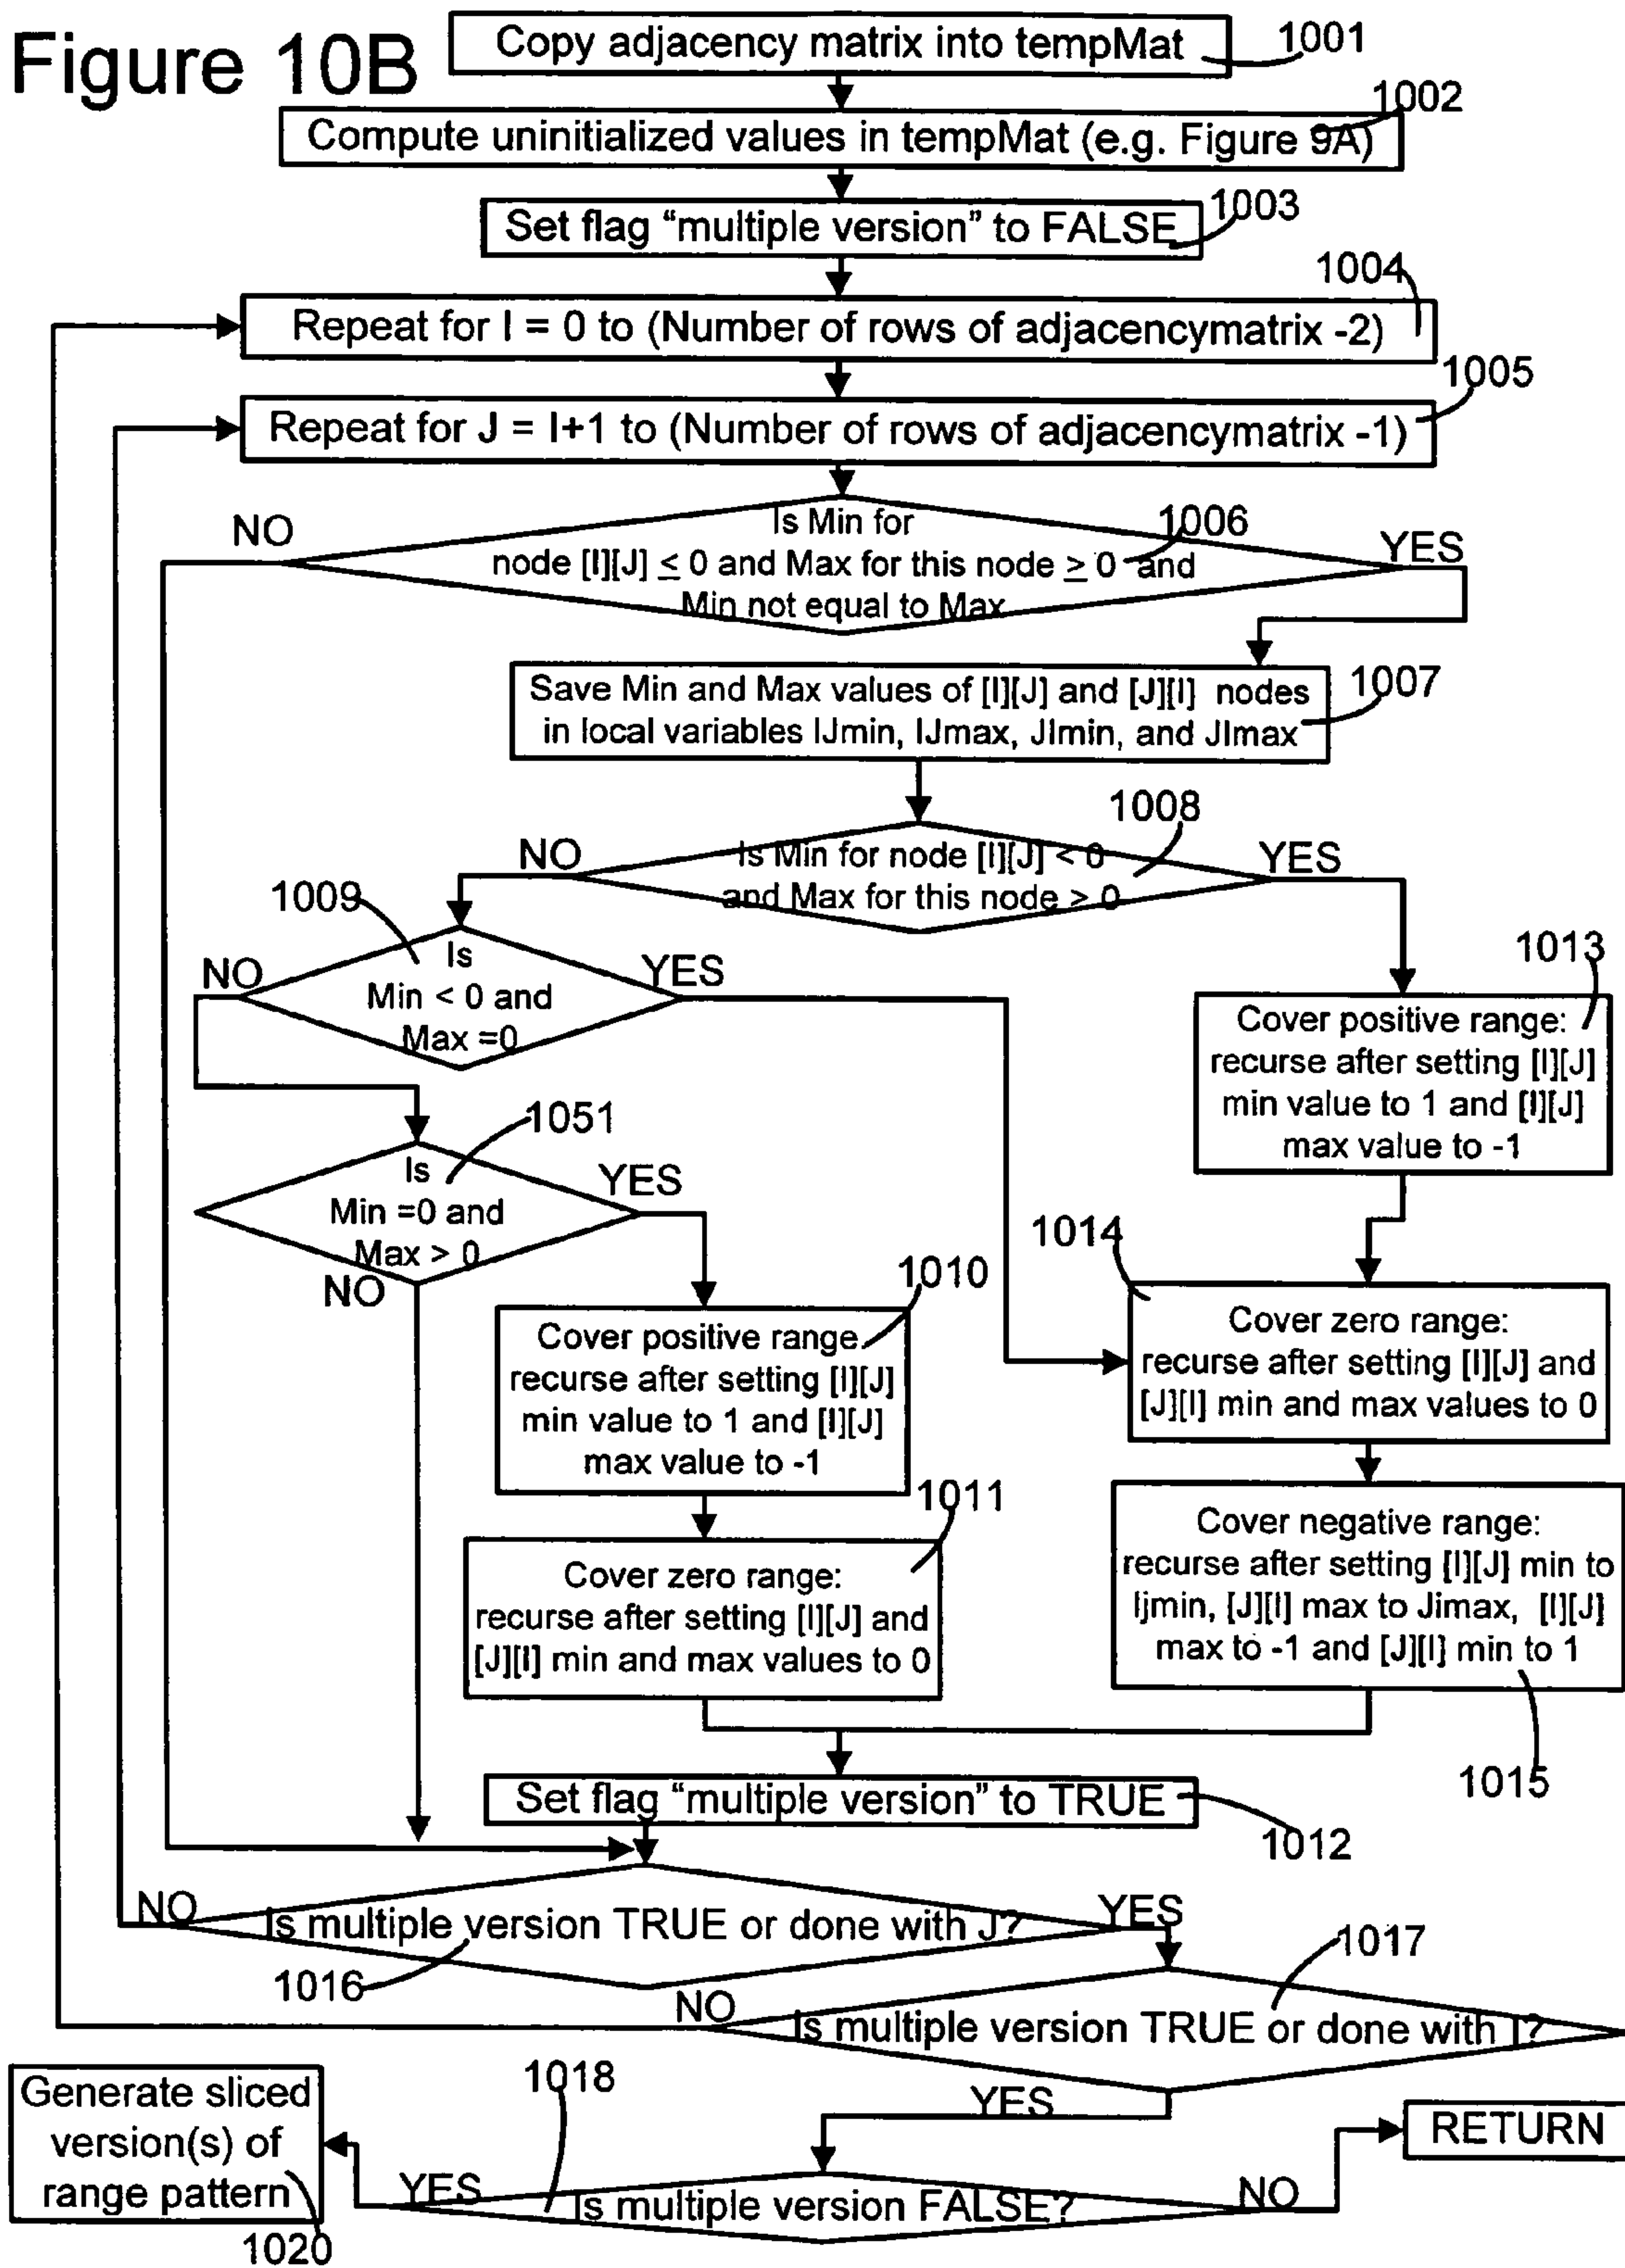 Figure 10B
Copy adjacency matrix into tempMat
1001
1002
Compute uninitialized values in tempMat (e.g. Figure 9A)
Set flag “multiple version” to FALSE
1003
1004
Repeat for I = 0 to (Number of rows of adjacencymatrix -2)
1005
Repeat for J = I+1 to (Number of rows of adjacencymatrix -1)
NO
Is Min for
node [I][J] ≤ 0 and Max for this node ≥ 0 and
Min not equal to Max
1006
YES
Save Min and Max values of [I][J] and [J][I] nodes
in local variables IJmin, IJmax, JImin, and JImax
1007
1008
NO
Is Min for node [I][J] < 0
and Max for this node > 0
YES
1009
NO
Is
Min < 0 and
Max =0
YES
1013
Cover positive range:
recurse after setting [I][J]
min value to 1 and [I][J]
max value to -1
1051
Is
Min =0 and
Max > 0
YES
NO
1014
Cover zero range:
recurse after setting [I][J] and
[J][I] min and max values to 0
1010
Cover positive range.
recurse after setting [I][J]
min value to 1 and [I][J]
max value to -1
1011
Cover zero range:
recurse after setting [I][J] and
[J][I] min and max values to 0
Cover negative range:
recurse after setting [I][J] min to
Ijmin, [J][I] max to Jimax, [I][J]
max to -1 and [J][I] min to 1
1015
Set flag “multiple version” to TRUE
1012
NO
Is multiple version TRUE or done with J?
YES
1016
1017
NO
Is multiple version TRUE or done with I?
YES
Generate sliced
version(s) of
range pattern
1020
1018
YES
Is multiple version FALSE?
NO
RETURN